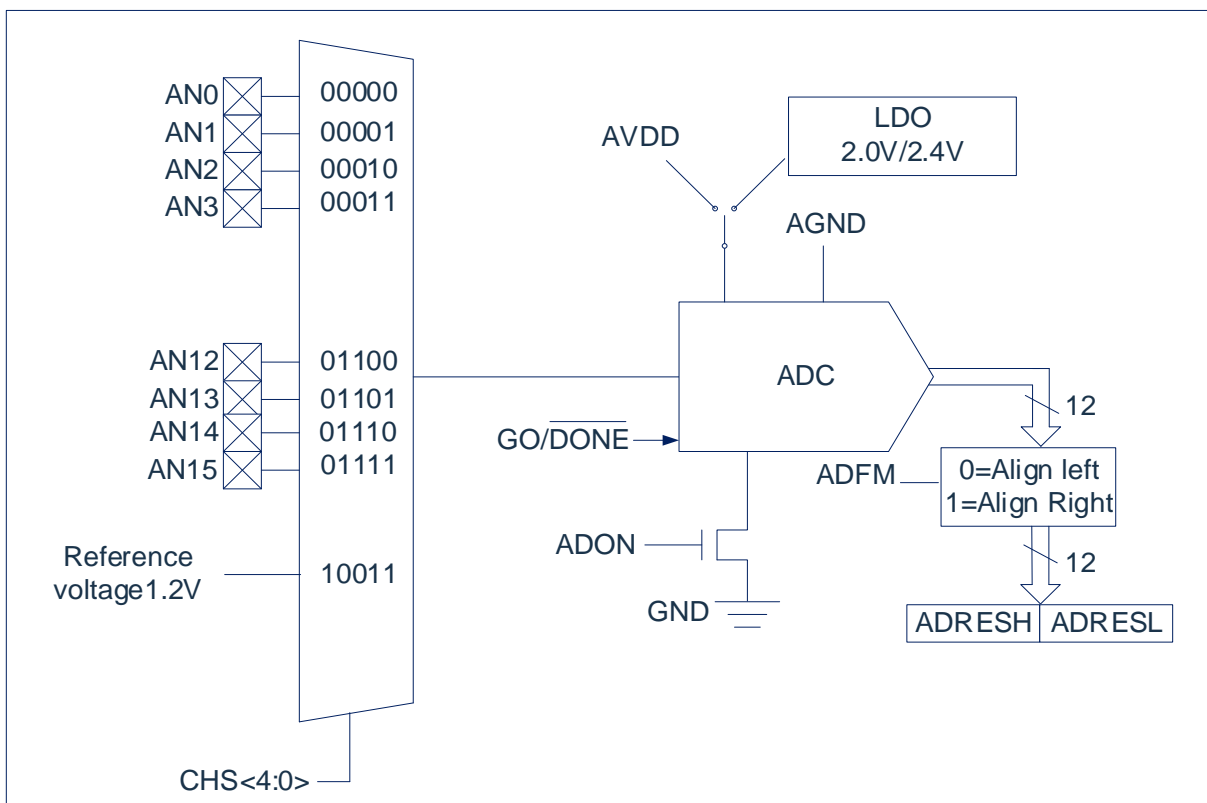 AN0
00000
AN1
00001
AN2
00010
AN3
00011
AN12
01100
AN13
01101
AN14
01110
AN15
01111
Reference
voltage1.2V
10011
CHS<4:0>
AVDD
LDO
2.0V/2.4V
AGND
ADC
GO/DONE
12
ADFM
0=Align left
1=Align Right
ADON
12
GND
ADRESH
ADRESL